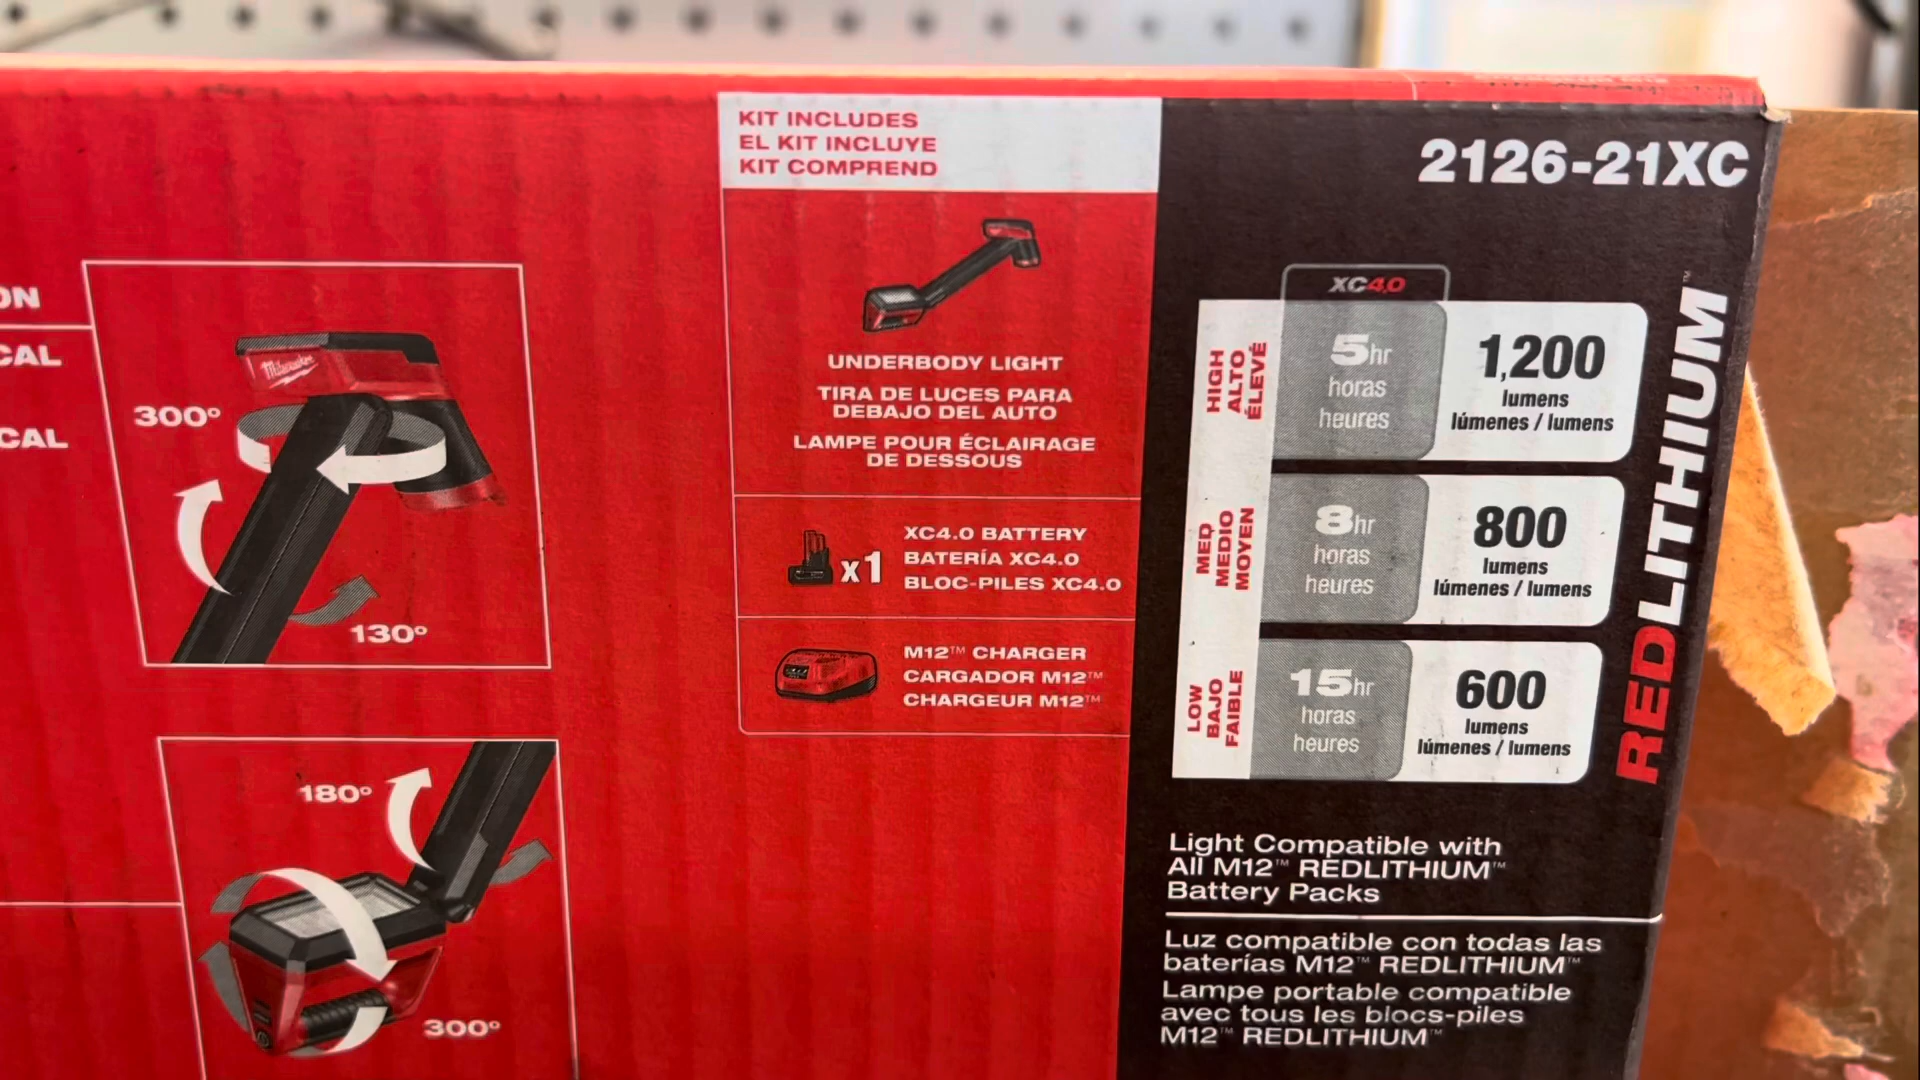 KIT INCLUDES
EL KIT INCLUYE
KIT COMPREND
2126-21XC
ON
CAL
CAL
Milwaukee
300°
130°
180°
300°
UNDERBODY LIGHT
TIRA DE LUCES PARA
DEBAJO DEL AUTO
LAMPE POUR ÉCLAIRAGE
DE DESSOUS
x1
XC4.0 BATTERY
BATERÍA XC4.0
BLOC-PILES XC4.0
M12™ CHARGER
CARGADOR M12™
CHARGEUR M12™
XC4.0
HIGH
ALTO
ÉLEVÉ
5hr
horas
heures
1,200
lumens
lúmenes / lumens
MED
MEDIO
MOYEN
8hr
horas
heures
800
lumens
lúmenes / lumens
LOW
BAJO
FAIBLE
15hr
horas
heures
600
lumens
lúmenes / lumens
REDLITHIUM™
Light Compatible with
All M12™ REDLITHIUM™
Battery Packs
Luz compatible con todas las
baterías M12™ REDLITHIUM™
Lampe portable compatible
avec tous les blocs-piles
M12™ REDLITHIUM™